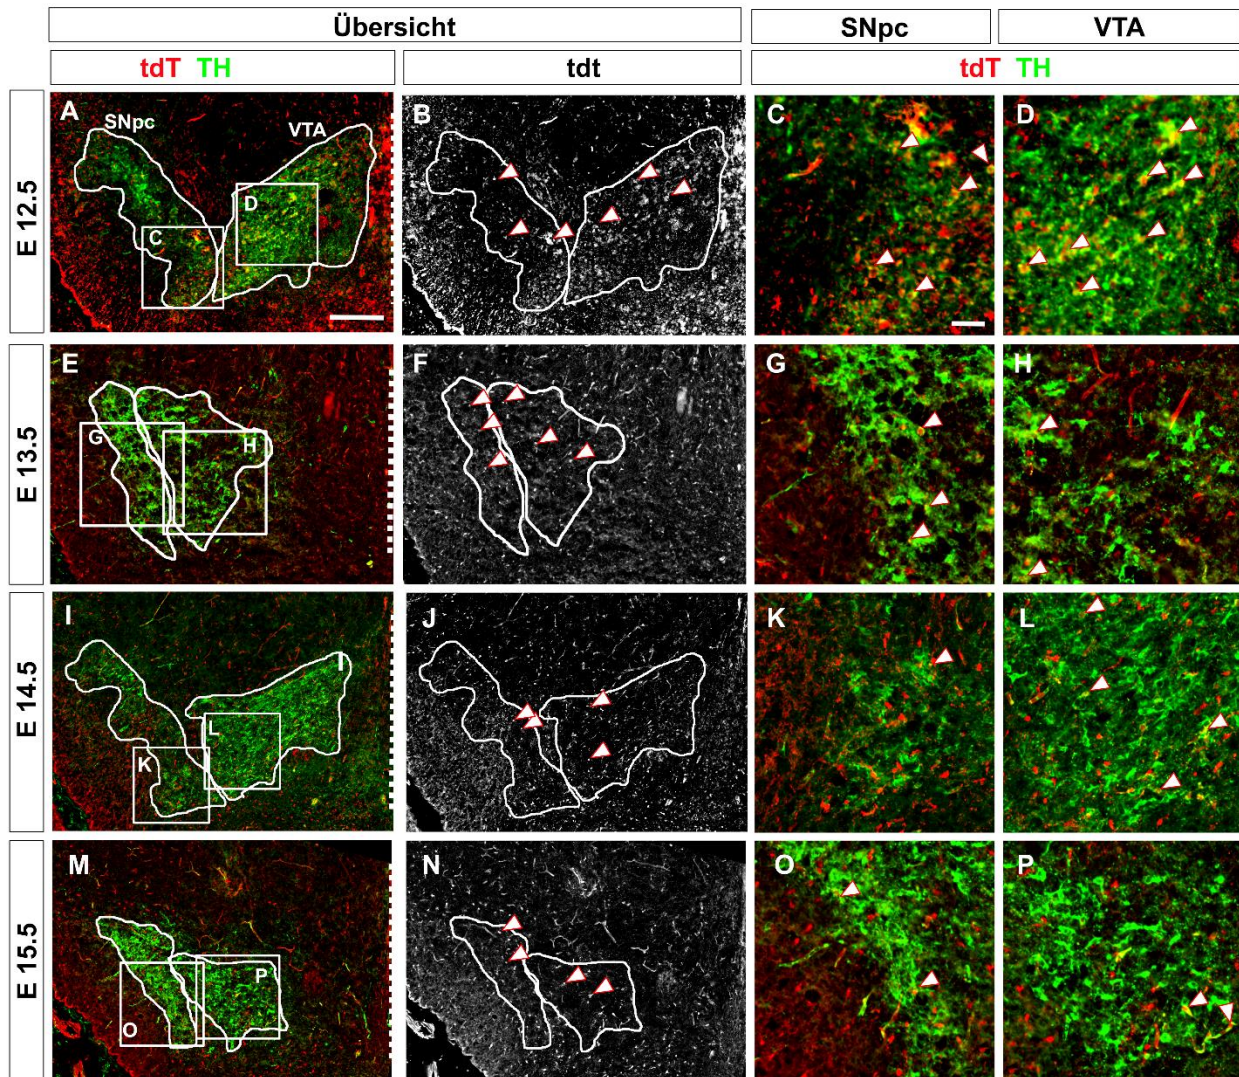 Übersicht SNpc VTA
tdT TH tdt tdT TH
E 12.5
A SNpc VTA C D
B
C
D
E 13.5
E G H
F
G
H
E 14.5
I K L I
J
K
L
E 15.5
M O P
N
O
P